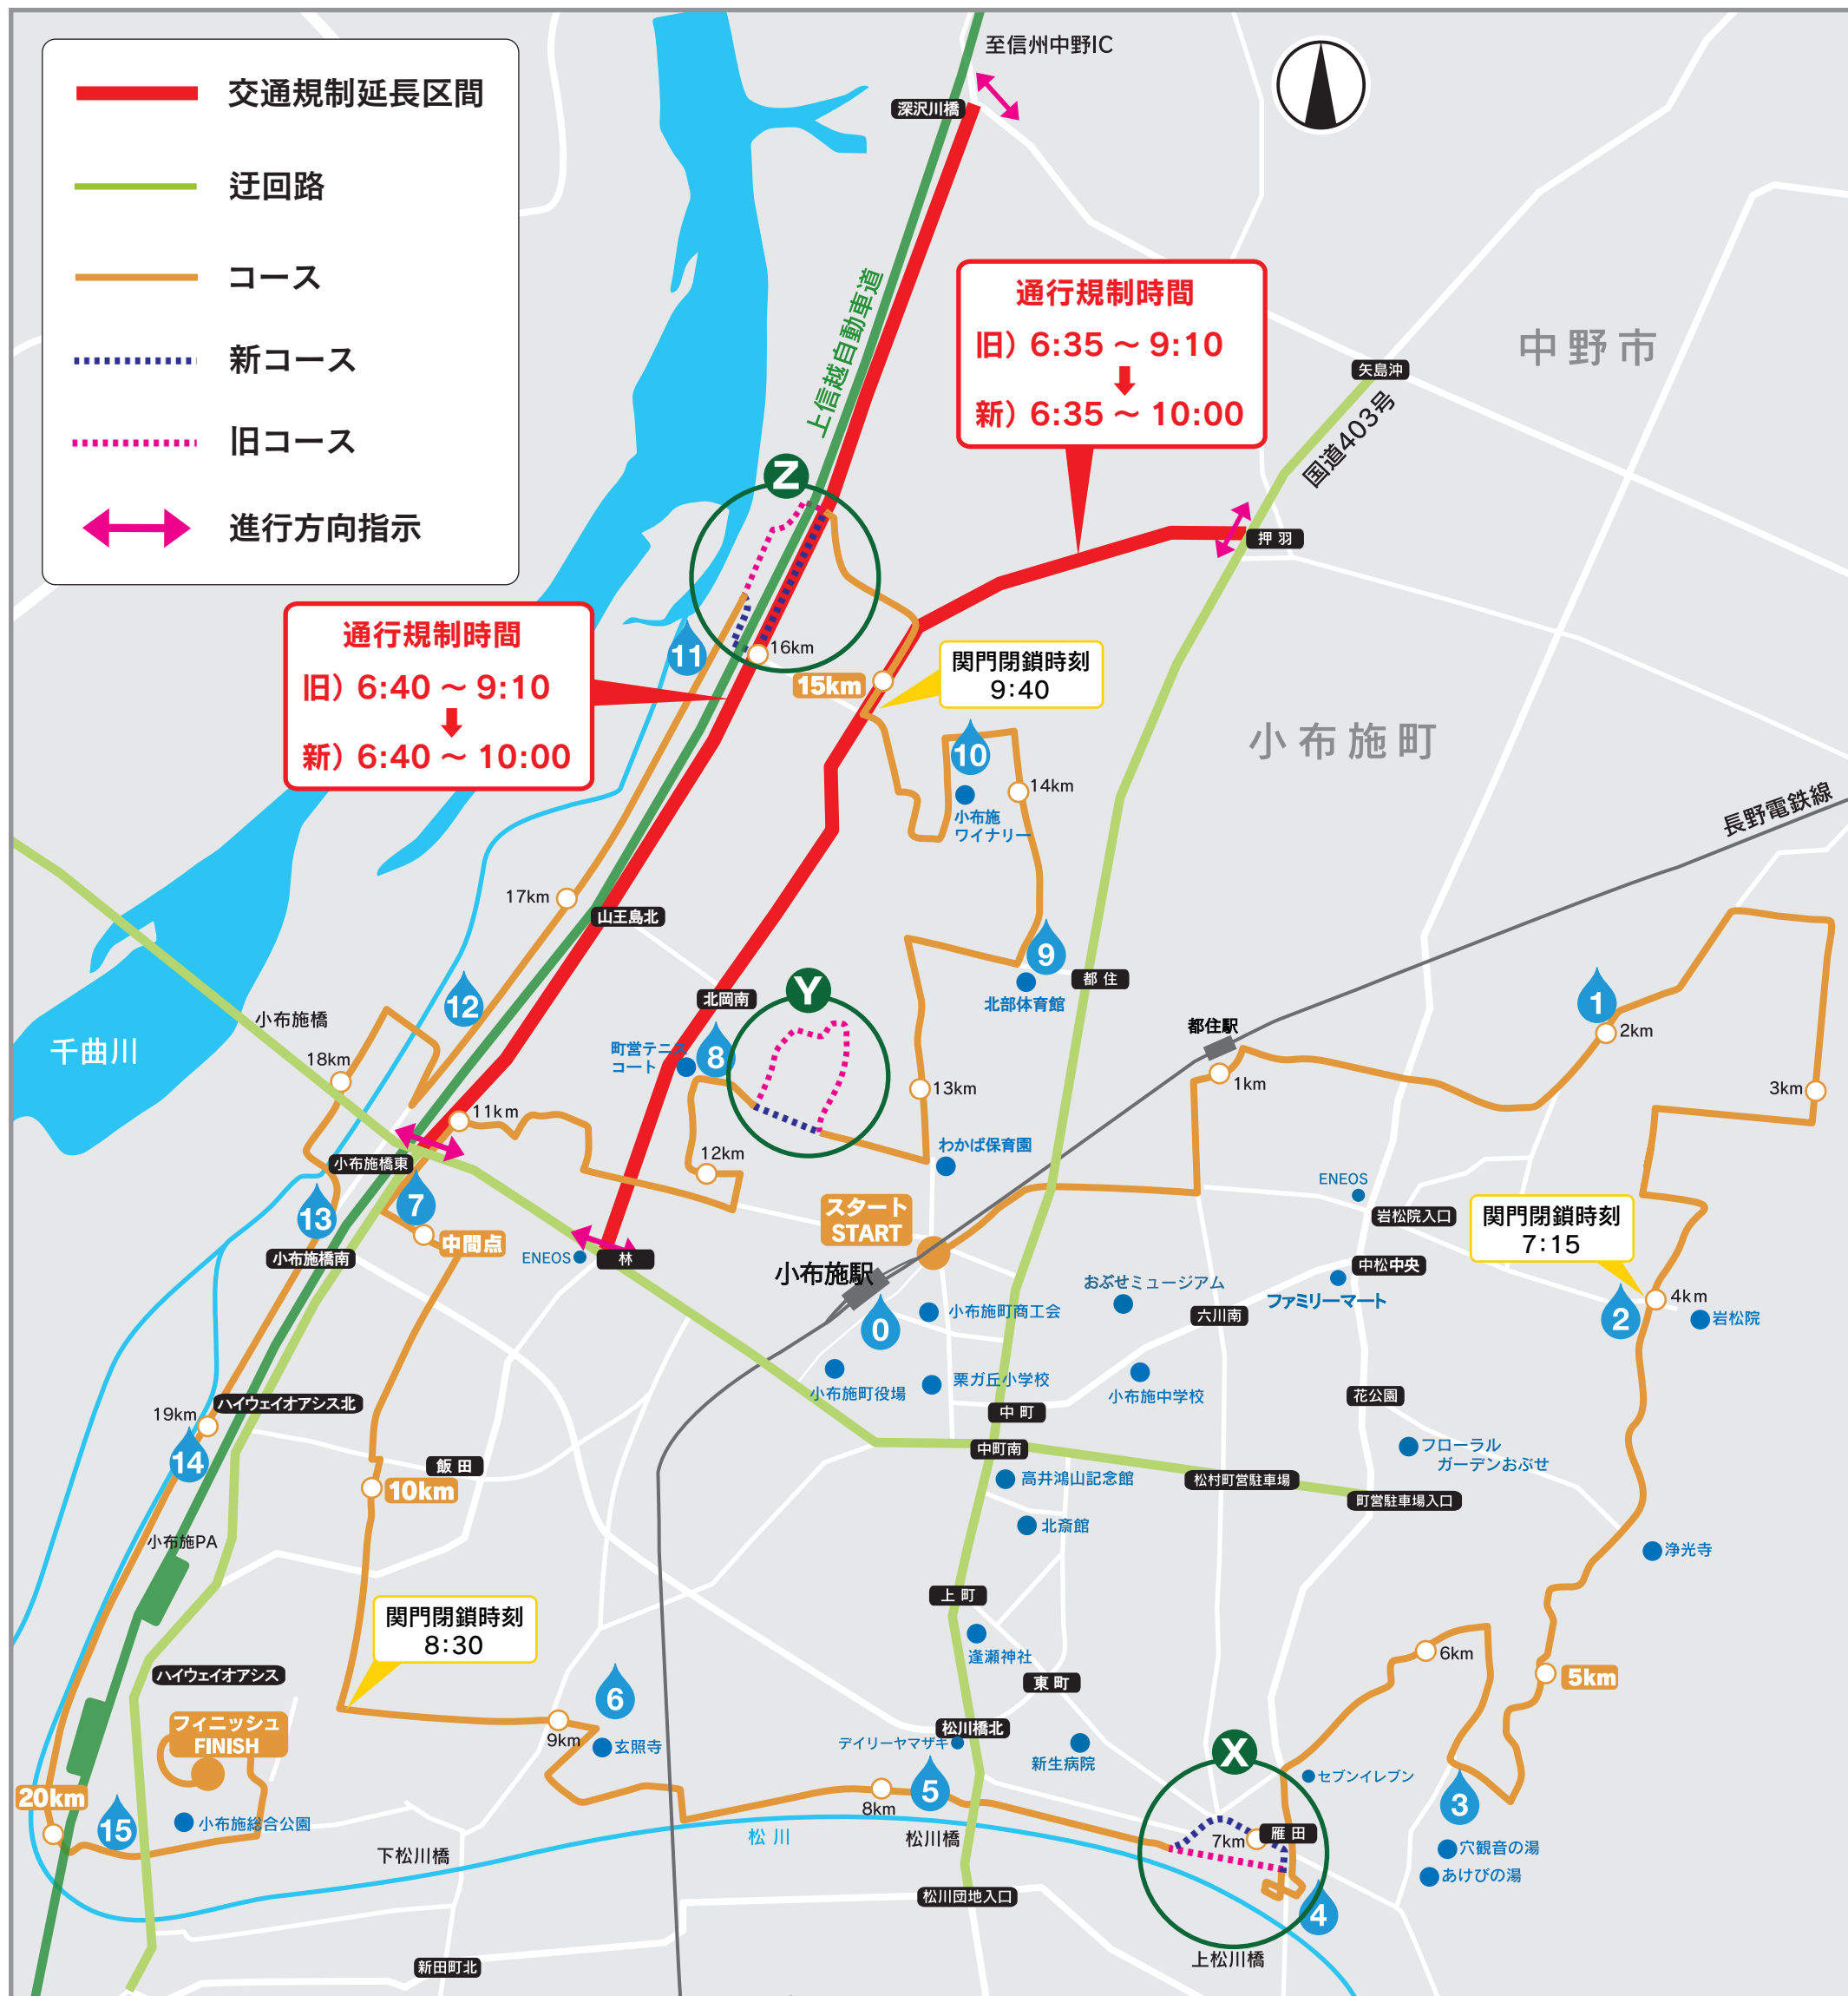 交通規制延長区間
迂回路
コース
新コース
旧コース
進行方向指示
至信州中野IC
深沢川橋
上信越自動車道
通行規制時間
旧）6:35 ～ 9:10
新）6:35 ～ 10:00
中野市
矢島沖
国道403号
押羽
Z
通行規制時間
旧）6:40 ～ 9:10
新）6:40 ～ 10:00
11
16km
15km
関門閉鎖時刻
9:40
10
小布施
ワイナリー
14km
小布施町
長野電鉄線
17km
山王島北
9
北部体育館
都住
北岡南
Y
12
小布施橋
千曲川
18km
町営テニス
コート
8
都住駅
1km
1
2km
3km
13km
11km
12km
わかば保育園
小布施橋東
7
13
中間点
小布施橋南
ENEOS
林
スタート
START
小布施駅
0
小布施町商工会
おぶせミュージアム
ENEOS
岩松院入口
中松中央
ファミリーマート
六川南
関門閉鎖時刻
7:15
4km
2
岩松院
小布施町役場
栗ガ丘小学校
小布施中学校
花公園
中町
中町南
ハイウェイオアシス北
19km
14
飯田
10km
高井鴻山記念館
松村町営駐車場
町営駐車場入口
フローラル
ガーデンおぶせ
北斎館
浄光寺
小布施PA
上町
関門閉鎖時刻
8:30
逢瀬神社
東町
6km
5km
ハイウェイオアシス
フィニッシュ
FINISH
6
9km
玄照寺
松川橋北
デイリーヤマザキ
新生病院
X
セブンイレブン
20km
15
小布施総合公園
8km
5
3
松川
松川橋
7km
雁田
穴観音の湯
あけびの湯
下松川橋
松川団地入口
4
上松川橋
新田町北